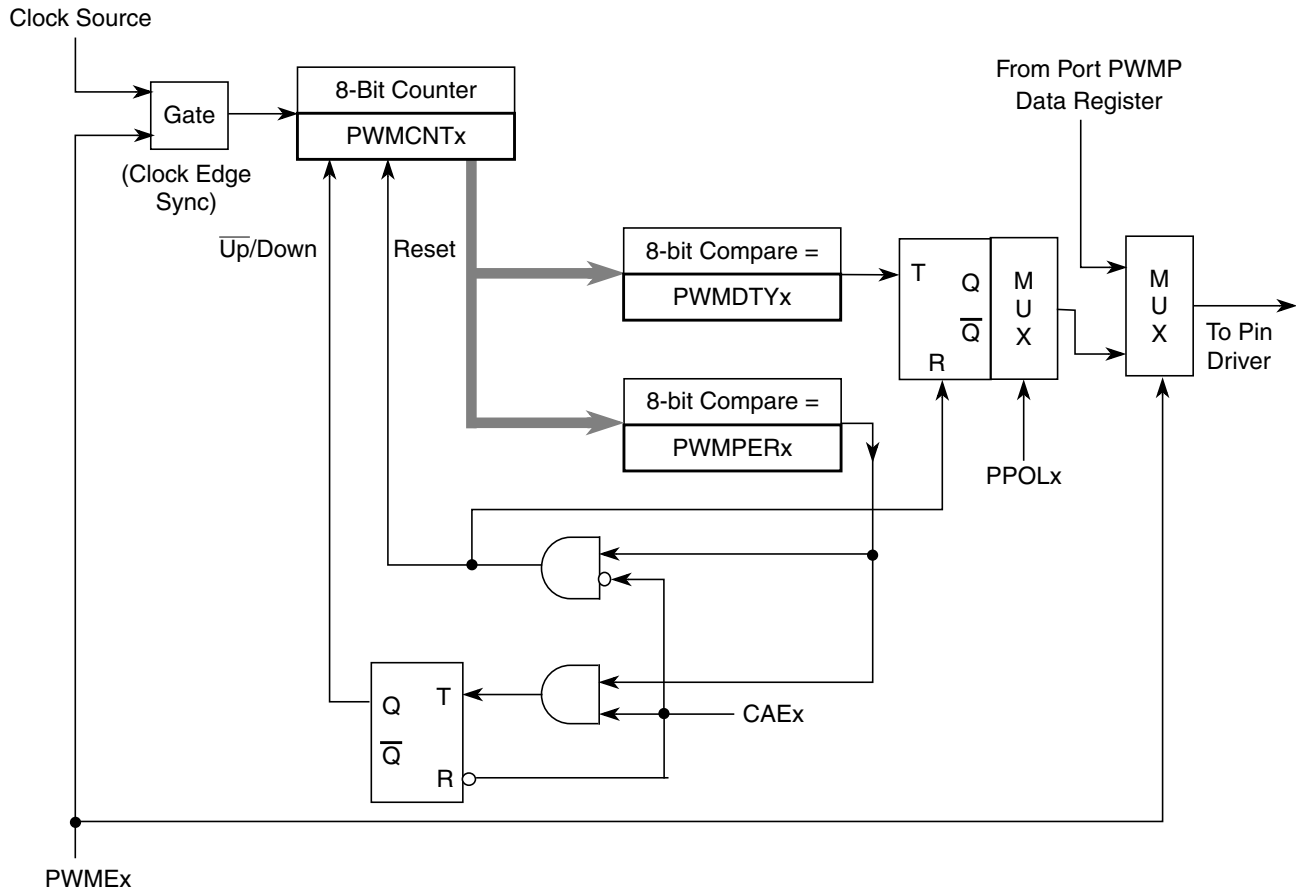 Clock Source
8-Bit Counter
PWMCNTx
Gate
(Clock Edge
Sync)
From Port PWMP
Data Register
U̅p̅/Down
Reset
8-bit Compare =
PWMDTYx
T
Q
Q̅
R
M
U
X
M
U
X
To Pin
Driver
8-bit Compare =
PWMPERx
PPOLx
Q
Q̅
T
R
CAEx
PWMEx